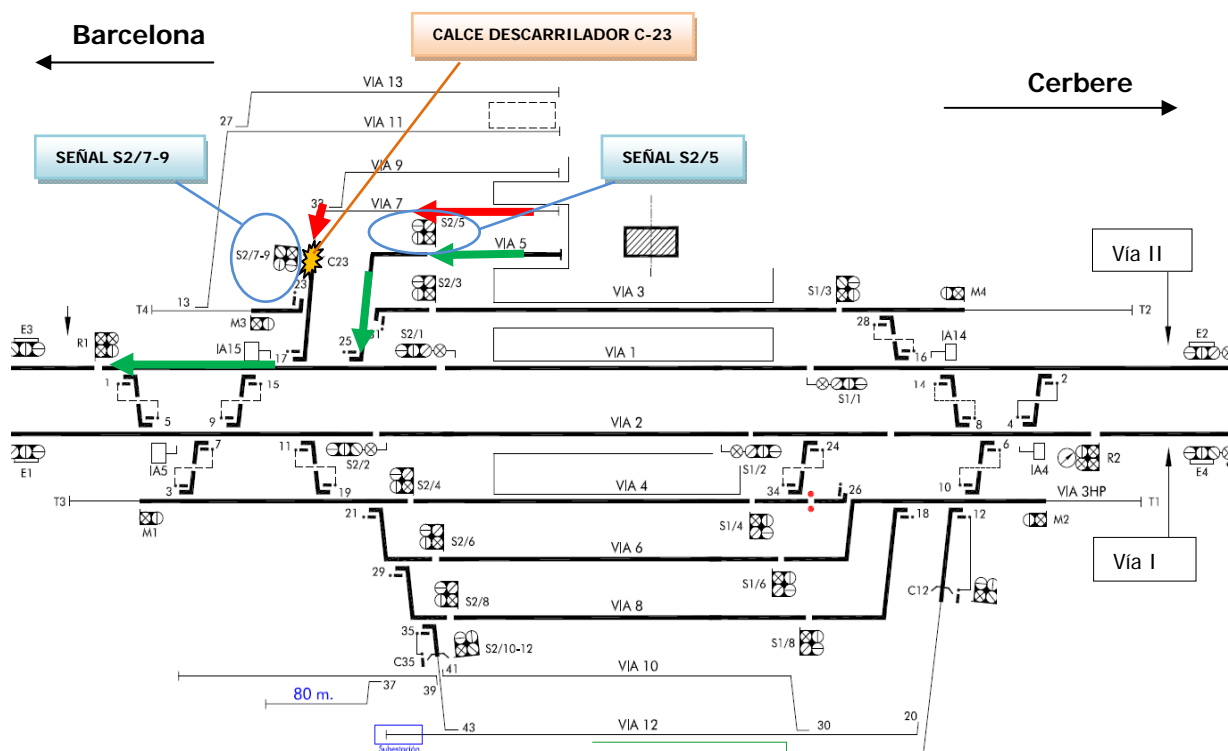 Barcelona
CALCE DESCARRILADOR C-23
Cerbere
VIA 13
27
VIA 11
SEÑAL S2/7-9
SEÑAL S2/5
VIA 9
VIA 7
S2/5
S2/7-9
C23
VIA 5
23
Vía II
S2/3
VIA 3
S1/3
M4
T4
13
T2
M3
E3
R1
IA15
17
25
S2/1
VIA 1
28
16
IA14
E2
1
15
S1/1
14
2
5
9
8
4
VIA 2
E1
IA5
7
11
S2/2
24
S1/2
6
IA4
R2
E4
3
19
S2/4
VIA 4
34
26
10
VIA 3HP
T3
T1
M1
21
S1/4
18
12
M2
S2/6
VIA 6
Vía I
29
S1/6
S2/8
VIA 8
C12
35
S2/10-12
S1/8
C35
41
VIA 10
80 m.
37
39
43
VIA 12
30
20
Subestación